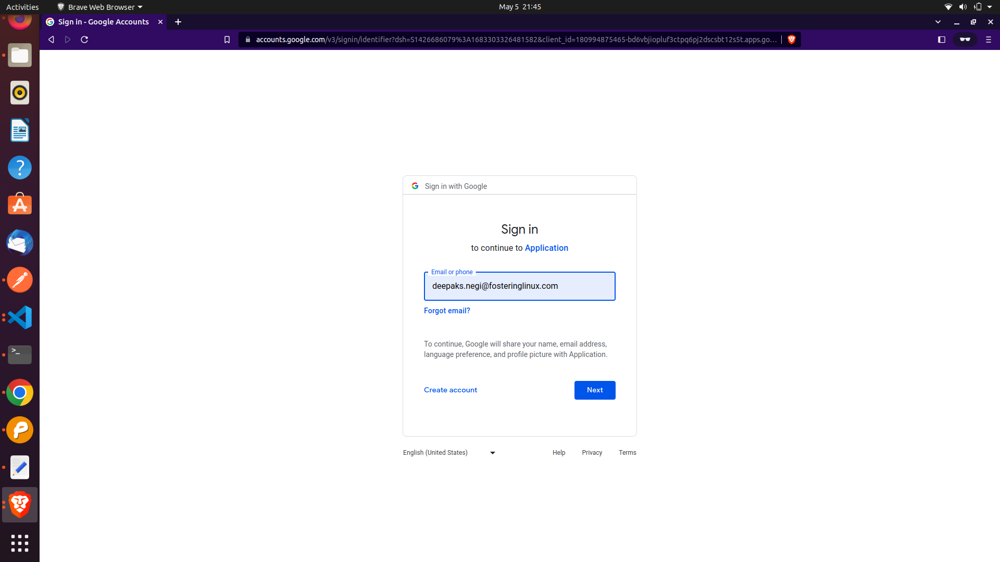 Activities
Brave Web Browser
May 5 21:45
Sign in - Google Accounts
accounts.google.com/v3/signin/identifier?dsh=S1426686079%3A1683303326481582&client_id=180994875465-bd6vbjiopluf3ctpq6pj2dscsbt12s5t.apps.go...
Sign in with Google
Sign in
to continue to Application
Email or phone
deepaks.negi@fosteringlinux.com
Forgot email?
To continue, Google will share your name, email address,
language preference, and profile picture with Application.
Create account
Next
English (United States)
Help
Privacy
Terms